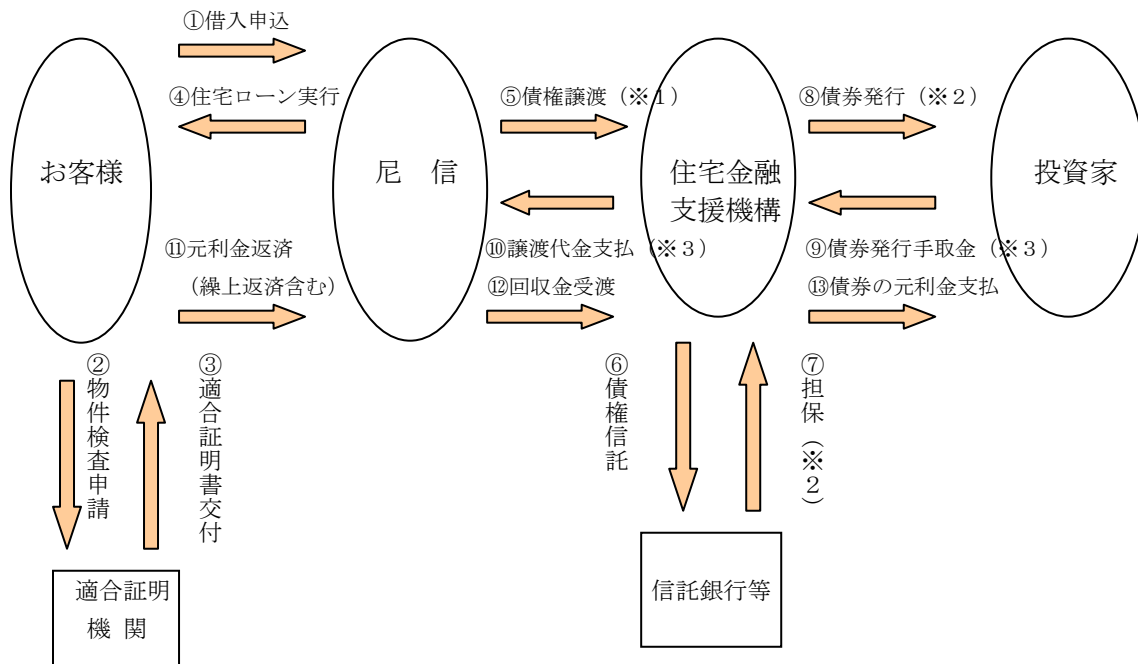 ①借入申込
④住宅ローン実行
⑤債権譲渡(※1)
⑧債券発行(※2)
お客様
尼 信
住宅金融
支援機構
投資家
⑪元利金返済
(繰上返済含む)
⑩譲渡代金支払(※3)
⑫回収金受渡
⑨債券発行手取金(※3)
⑬債券の元利金支払
②物件検査申請
③適合証明書交付
⑥債権信託
⑦担保(※2)
適合証明
機 関
信託銀行等